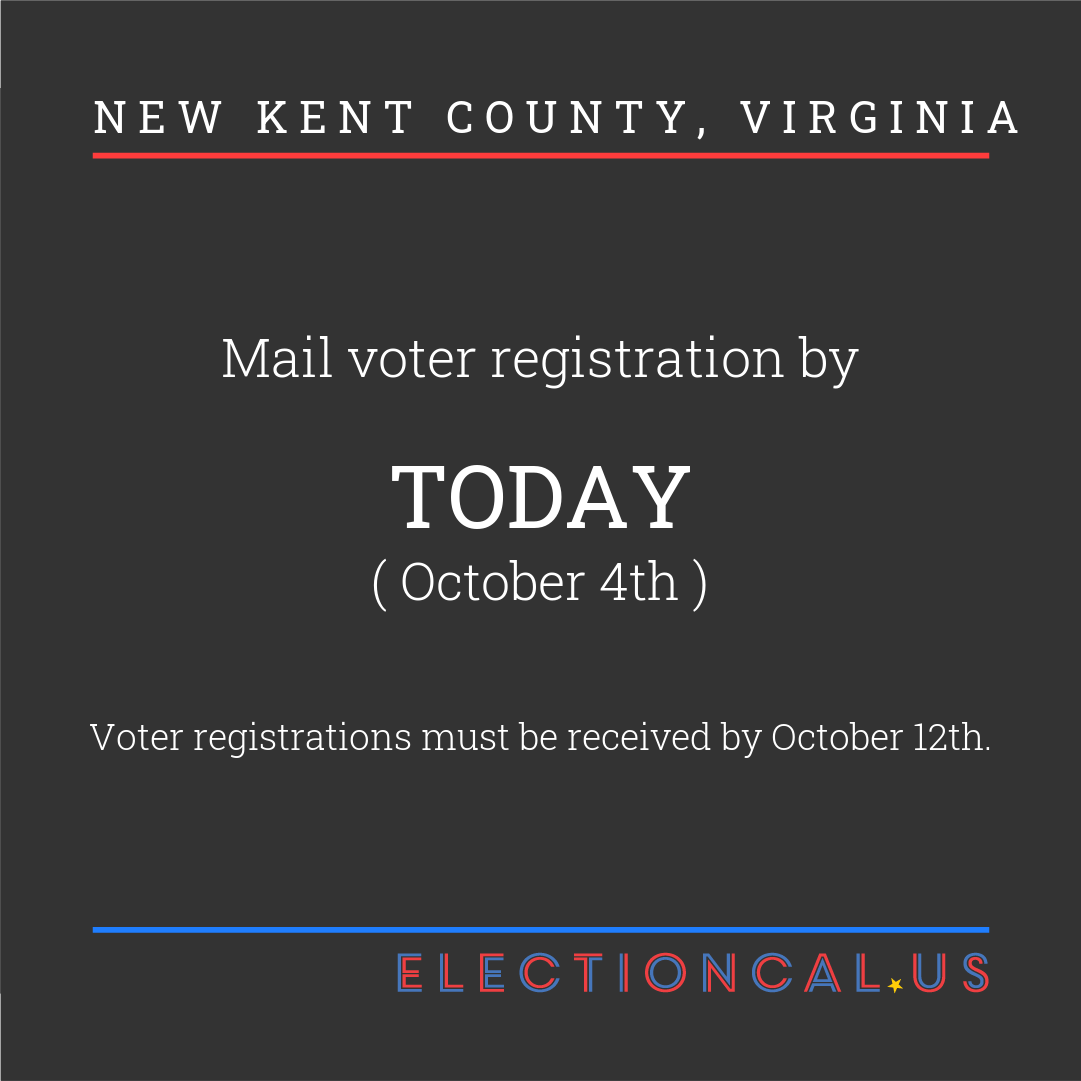 NEW KENT COUNTY, VIRGINIA
Mail voter registration by
TODAY
( October 4th )
Voter registrations must be received by October 12th.
ELECTIONCAL.US